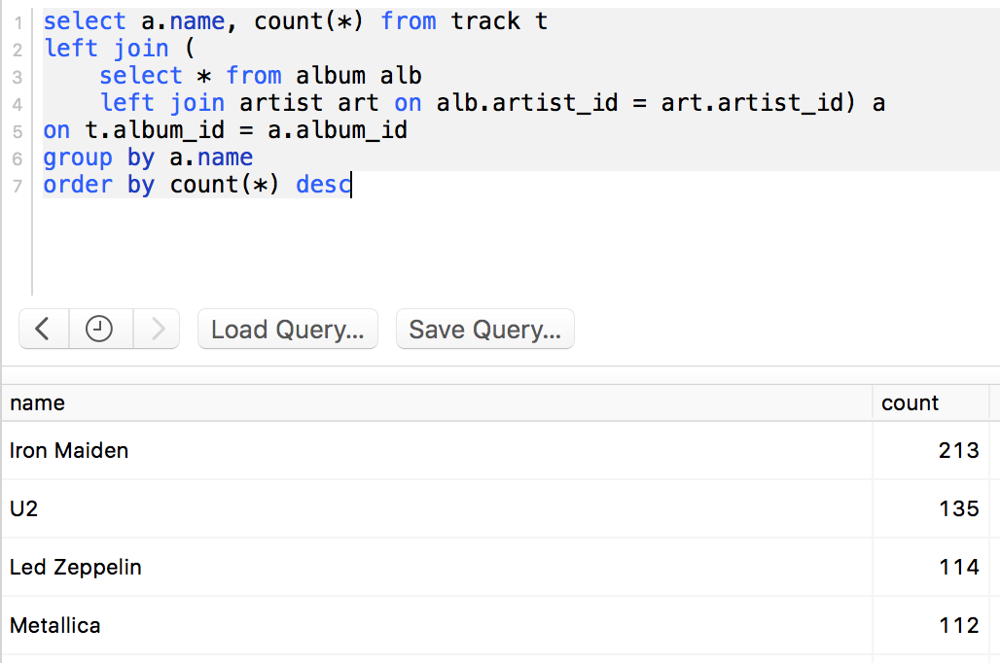 1 select a.name, count(*) from track t
2 left join (
3 select * from album alb
4 left join artist art on alb.artist_id = art.artist_id) a
5 on t.album_id = a.album_id
6 group by a.name
7 order by count(*) desc
Load Query... Save Query...
name count
Iron Maiden 213
U2 135
Led Zeppelin 114
Metallica 112